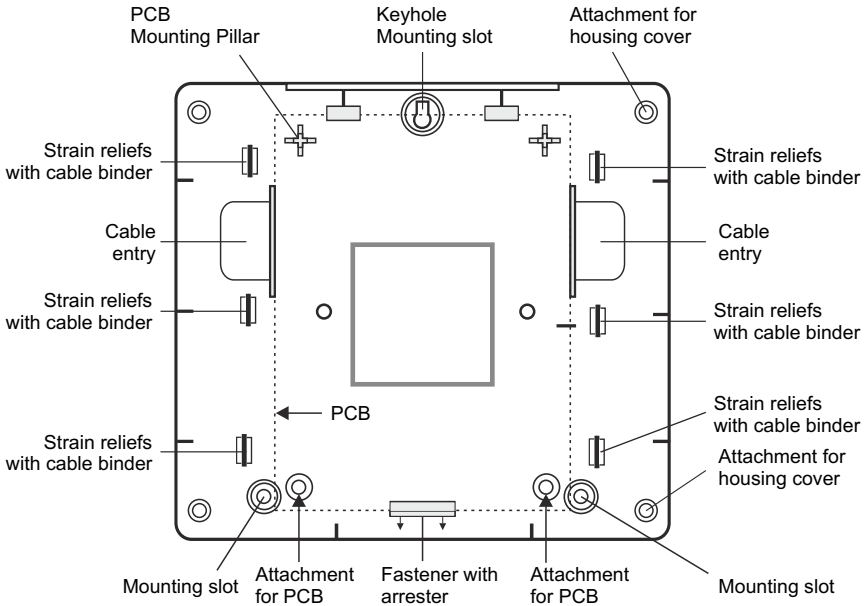 PCB
Mounting Pillar
Keyhole
Mounting slot
Attachment for
housing cover
Strain reliefs
with cable binder
Strain reliefs
with cable binder
Cable
entry
Cable
entry
Strain reliefs
with cable binder
Strain reliefs
with cable binder
PCB
Strain reliefs
with cable binder
Strain reliefs
with cable binder
Attachment for
housing cover
Mounting slot
Attachment
for PCB
Fastener with
arrester
Attachment
for PCB
Mounting slot